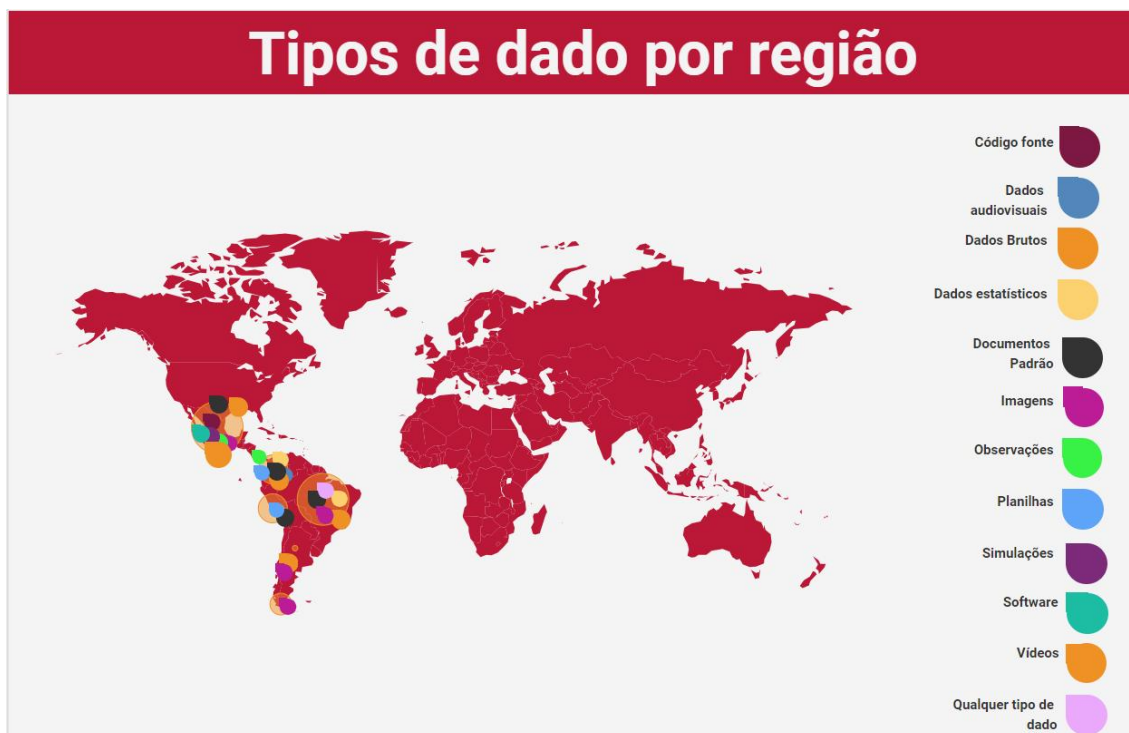 Tipos de dado por região
Código fonte
Dados
audiovisuais
Dados Brutos
Dados estatísticos
Documentos
Padrão
Imagens
Observações
Planilhas
Simulações
Software
Vídeos
Qualquer tipo de
dado